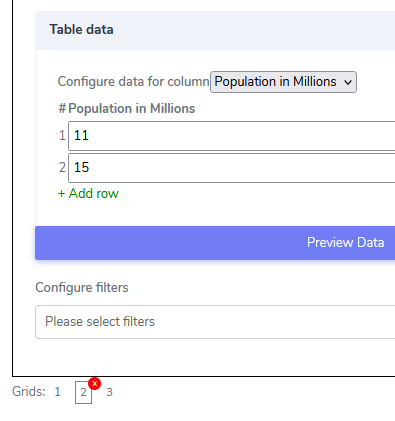 Table data
Configure data for column Population in Millions
# Population in Millions
1 11
2 15
+ Add row
Preview Data
Configure filters
Please select filters
Grids: 1 2 x 3